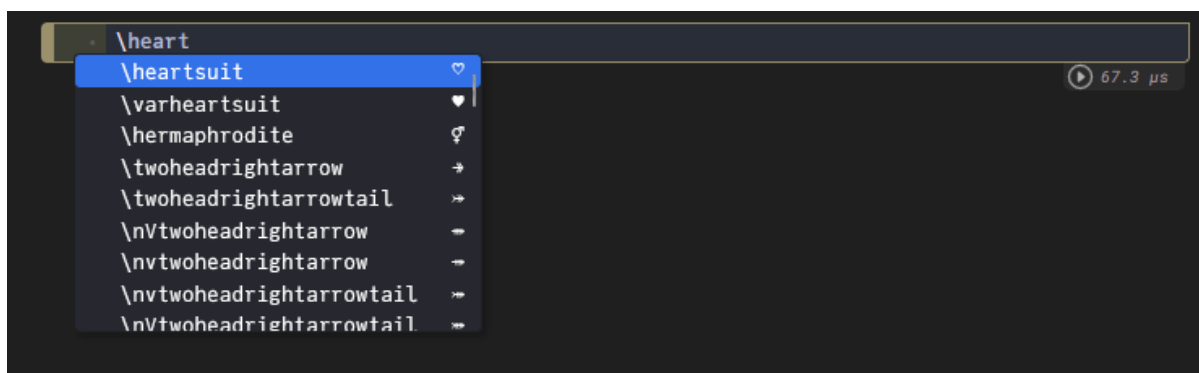 \heart
\heartsuit ♡
67.3 μs
\varheartsuit ♥
\hermaphrodite ⚥
\twoheadrightarrow ↠
\twoheadrightarrowtail ⤖
\nVtwoheadrightarrow ⤁
\nvtwoheadrightarrow ⤀
\nvtwoheadrightarrowtail ⤗
\nVtwoheadrightarrowtail ⤘